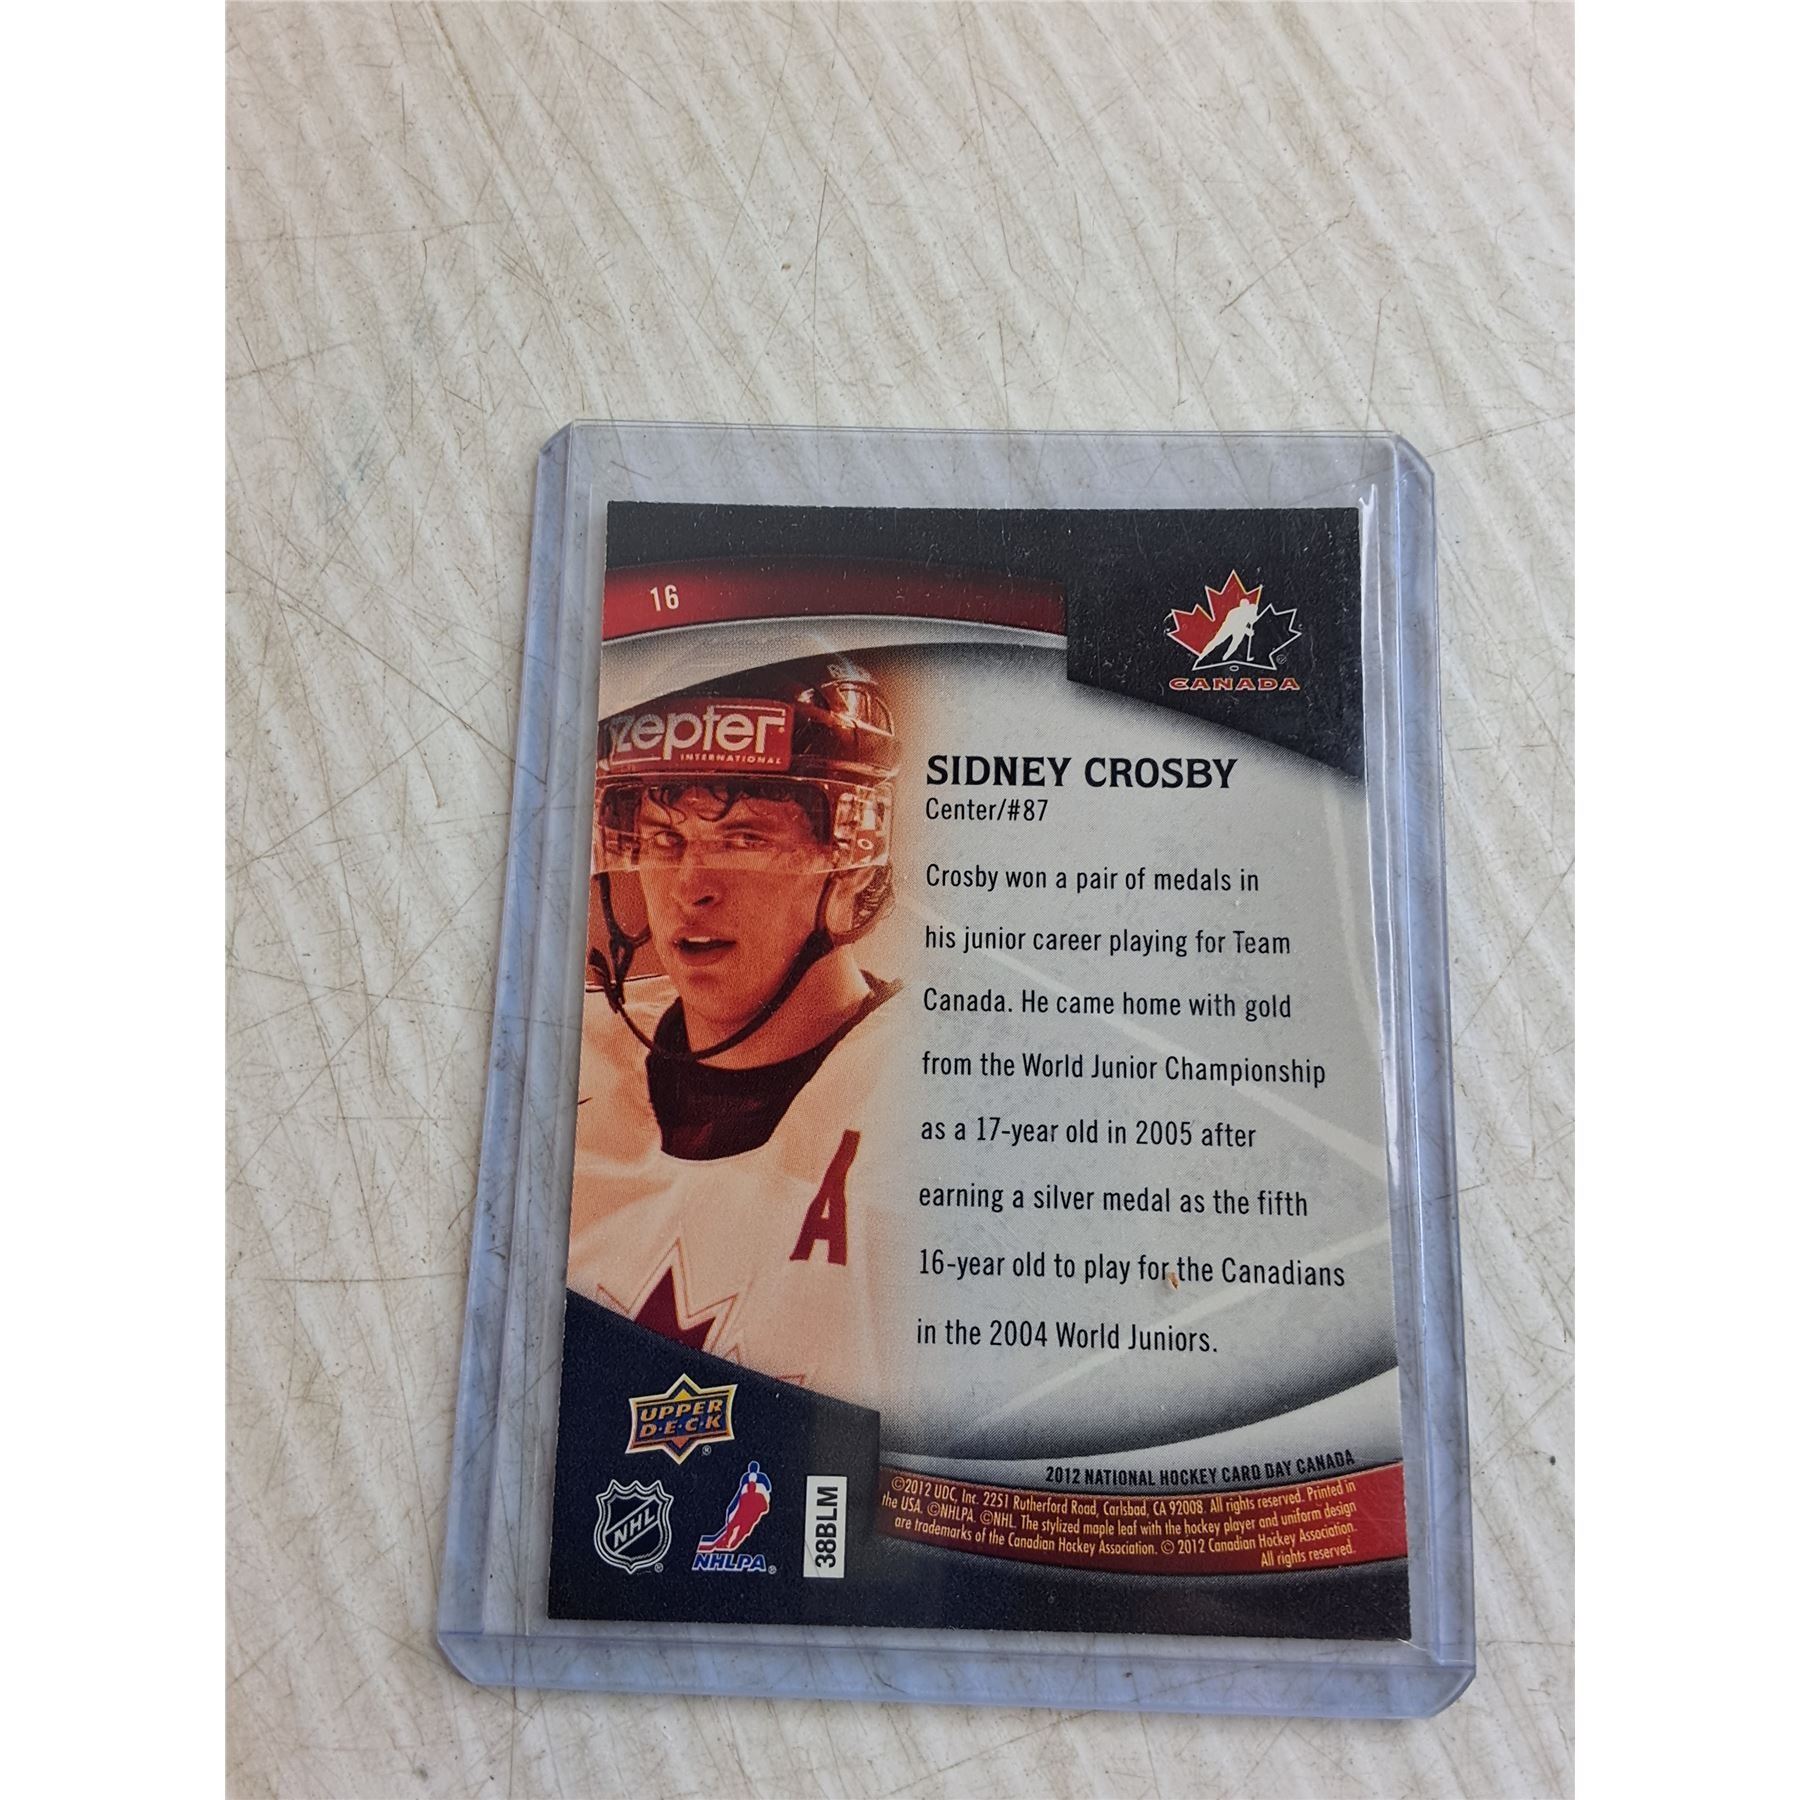 16
CANADA
zepter
INTERNATIONAL
SIDNEY CROSBY
Center/#87
Crosby won a pair of medals in
his junior career playing for Team
Canada. He came home with gold
from the World Junior Championship
as a 17-year old in 2005 after
earning a silver medal as the fifth
16-year old to play for the Canadians
in the 2004 World Juniors.
A
UPPER
D·E·C·K
NHL
NHLPA
38BLM
2012 NATIONAL HOCKEY CARD DAY CANADA
©2012 UDC, Inc. 2251 Rutherford Road, Carlsbad, CA 92008. All rights reserved. Printed in
the USA. ©NHLPA. ©NHL. The stylized maple leaf with the hockey player and uniform design
are trademarks of the Canadian Hockey Association. © 2012 Canadian Hockey Association.
All rights reserved.